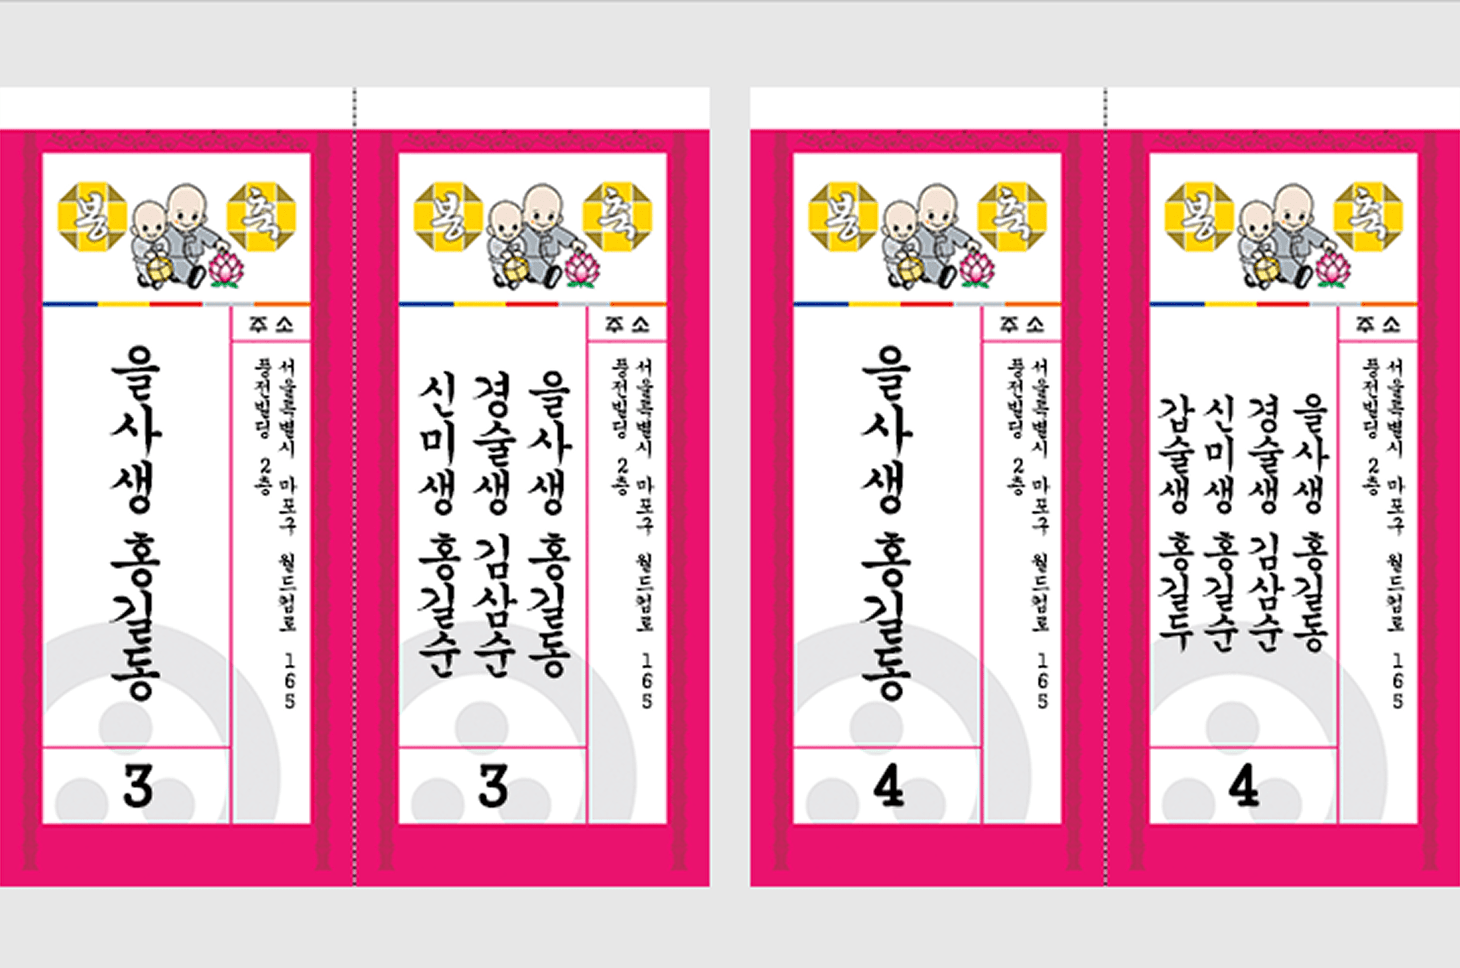 봉 축
주소
서울특별시 마포구 월드컵로 165
풍전빌딩 2층
을사생 홍길동
3
봉 축
주소
서울특별시 마포구 월드컵로 165
풍전빌딩 2층
을사생 홍길동
경술생 김삼순
신미생 홍길순
3
봉 축
주소
서울특별시 마포구 월드컵로 165
풍전빌딩 2층
을사생 홍길동
4
봉 축
주소
서울특별시 마포구 월드컵로 165
풍전빌딩 2층
을사생 홍길동
경술생 김삼순
신미생 홍길순
갑술생 홍길두
4